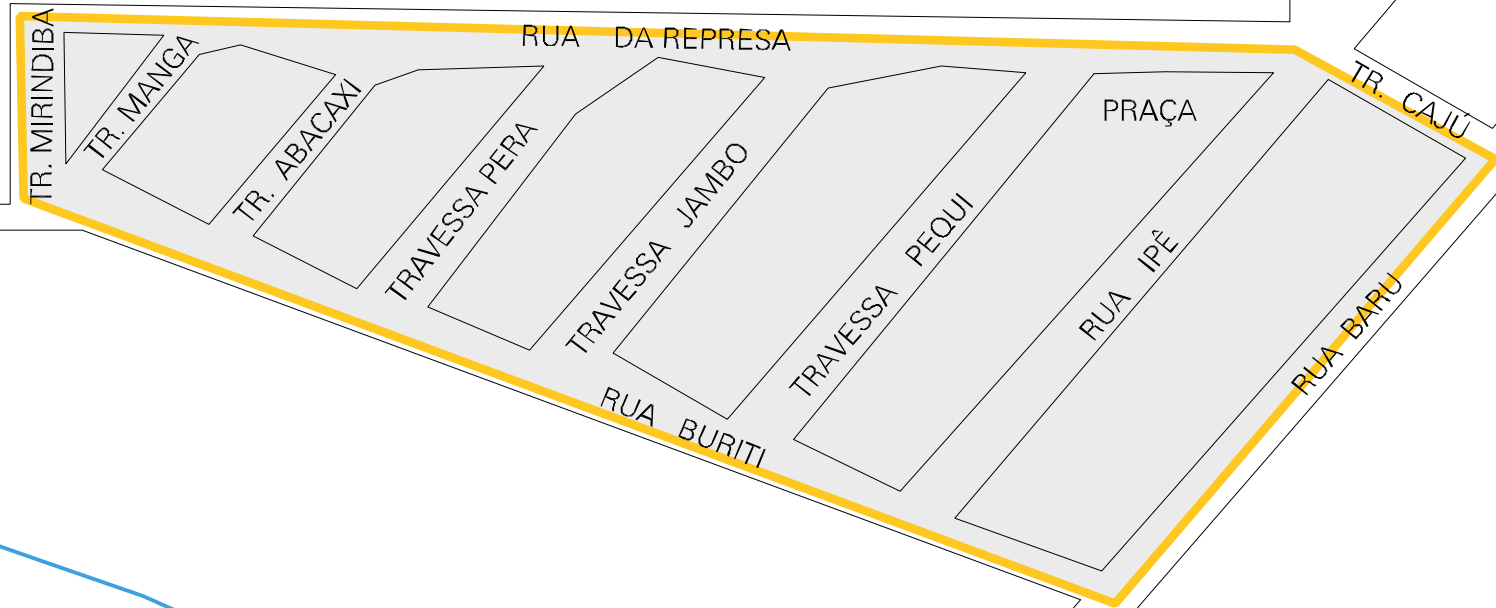 RUA DA REPRESA
TR. MIRINDIBA
TR. MANGA
TR. ABACAXI
TRAVESSA PERA
TRAVESSA JAMBO
TRAVESSA PEQUI
PRAÇA
RUA IPÊ
TR. CAJÚ
RUA BARU
RUA BURITI